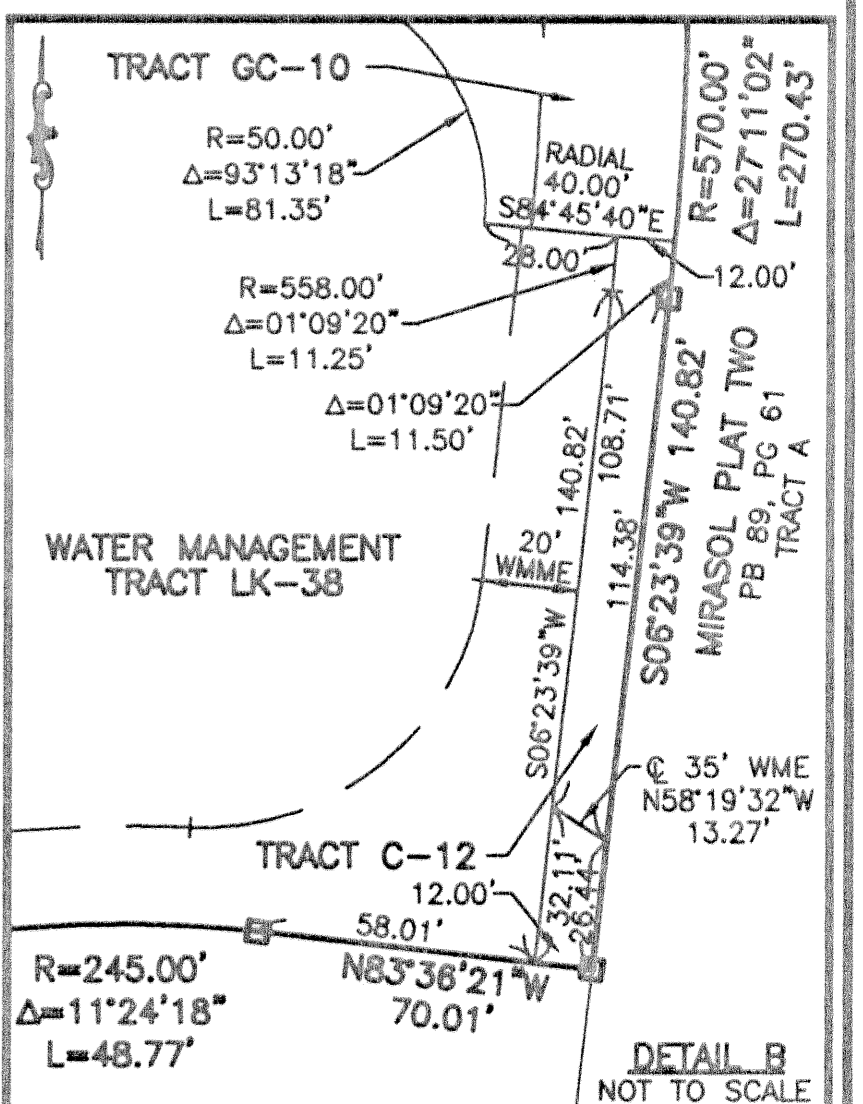 TRACT GC-10
R=50.00'
Δ=93°13'18"
L=81.35'
RADIAL
40.00'
S84°45'40"E
28.00'
12.00'
R=570.00'
Δ=27°11'02"
L=270.43'
R=558.00'
Δ=01°09'20"
L=11.25'
Δ=01°09'20"
L=11.50'
140.82'
108.71'
114.38'
S06°23'39"W 140.82'
MIRASOL PLAT TWO
PB 89, PG 61
TRACT A
WATER MANAGEMENT
TRACT LK-38
20'
WMME
S06°23'39"W
℄ 35' WME
N58°19'32"W
13.27'
TRACT C-12
12.00'
32.11'
26.44'
58.01'
N83°36'21"W
70.01'
R=245.00'
Δ=11°24'18"
L=48.77'
DETAIL B
NOT TO SCALE